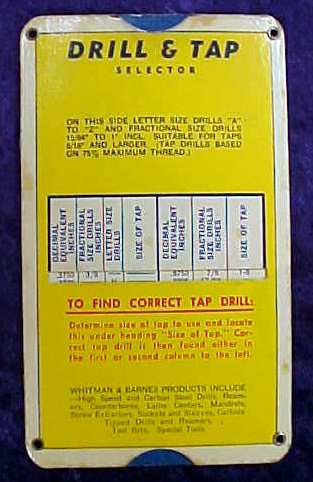 DRILL & TAP
SELECTOR
ON THIS SIDE LETTER SIZE DRILLS "A"
TO "Z" AND FRACTIONAL SIZE DRILLS
15/64" TO 1" INCL. SUITABLE FOR TAPS
5/16" AND LARGER. (TAP DRILLS BASED
ON 75% MAXIMUM THREAD.)
DECIMAL EQUIVALENT INCHES
FRACTIONAL SIZE DRILLS INCHES
LETTER SIZE DRILLS
SIZE OF TAP
DECIMAL EQUIVALENT INCHES
FRACTIONAL SIZE DRILLS INCHES
SIZE OF TAP
.3750 3/8 .8750 7/8 1-8
TO FIND CORRECT TAP DRILL:
Determine size of tap to use and locate
this under heading "Size of Tap." Cor-
rect tap drill is then found either in
the first or second column to the left.
WHITMAN & BARNES PRODUCTS INCLUDE
—High Speed and Carbon Steel Drills, Ream-
ers, Counterbores, Lathe Centers, Mandrels,
Screw Extractors, Sockets and Sleeves, Carbide
Tipped Drills and Reamers,
Tool Bits, Special Tools